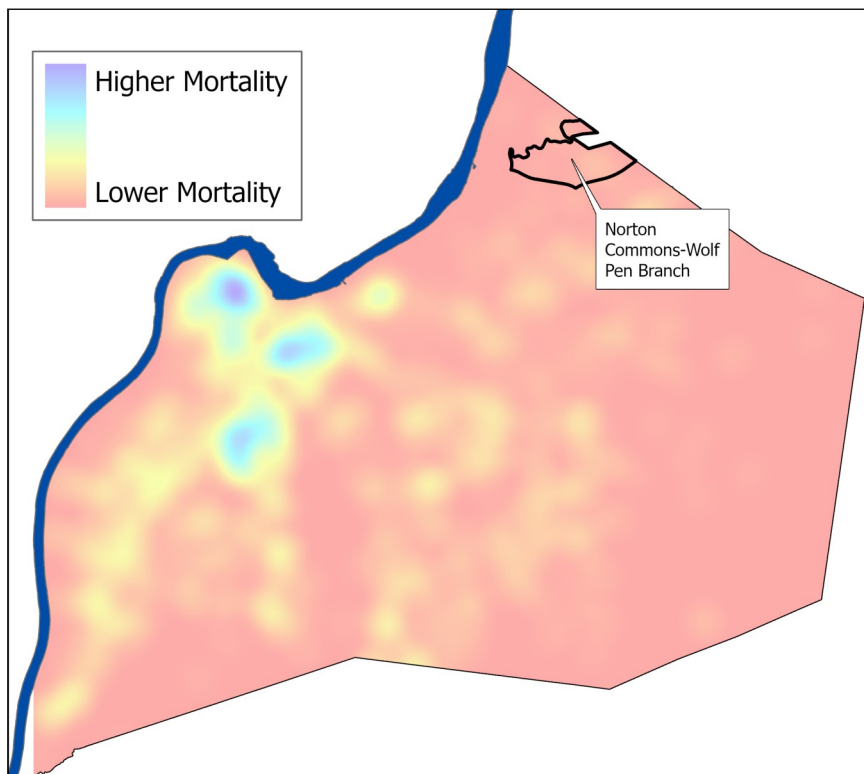 Higher Mortality
Lower Mortality
Norton
Commons-Wolf
Pen Branch